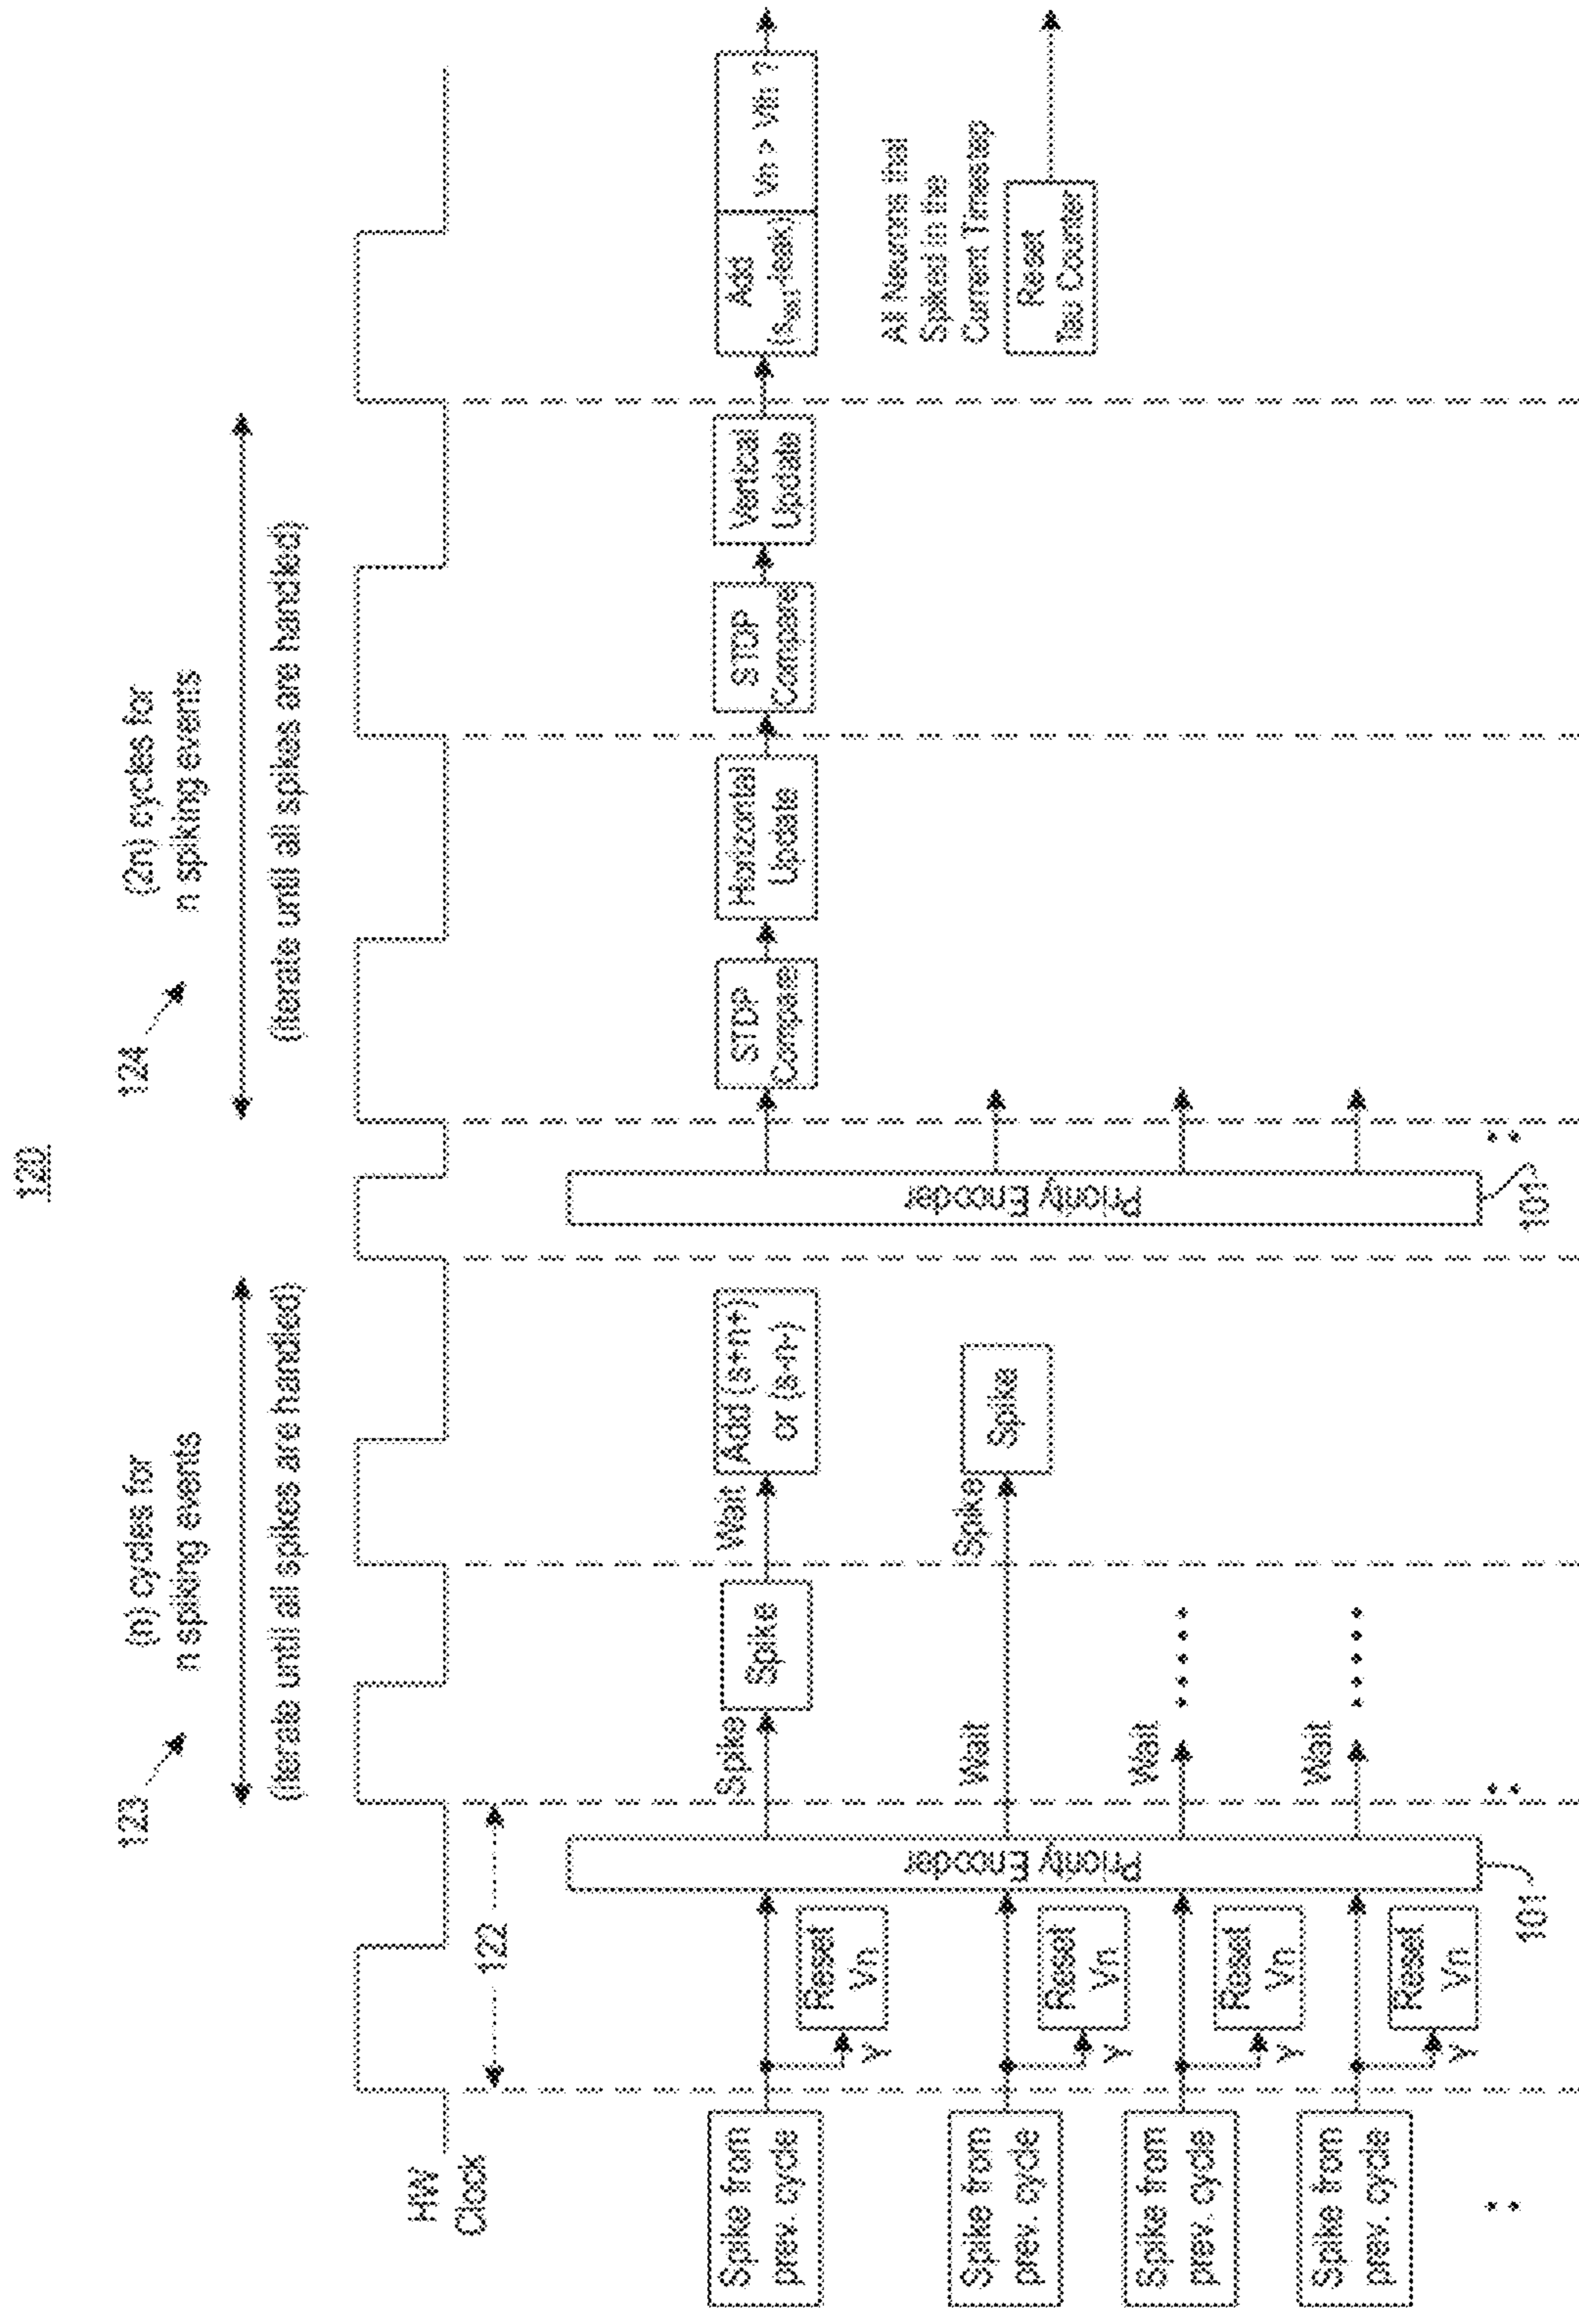 120
123
(n) cycles for
n spiking events
(iterate until all spikes are handled)
124
(2n) cycles for
n spiking events
(iterate until all spikes are handled)
HW
Clock
122
Spike from
prev. cycle
Y
Reset
Vn
Spike
Spike
Wait
Add (s+n+)
or (s+n-)
STDP
Compare
Horizontal
Update
STDP
Compare
Vertical
Update
Add
Vn > Vth ?
Spike from
prev. cycle
Y
Reset
Vn
Wait
Spike
Spike
All Neurons that
Spiked in the
Current Timestep
Reset
Tau Counter
Spike from
prev. cycle
Y
Reset
Vn
Wait
Spike from
prev. cycle
Y
Reset
Vn
Wait
Priority Encoder
101
Priority Encoder
101